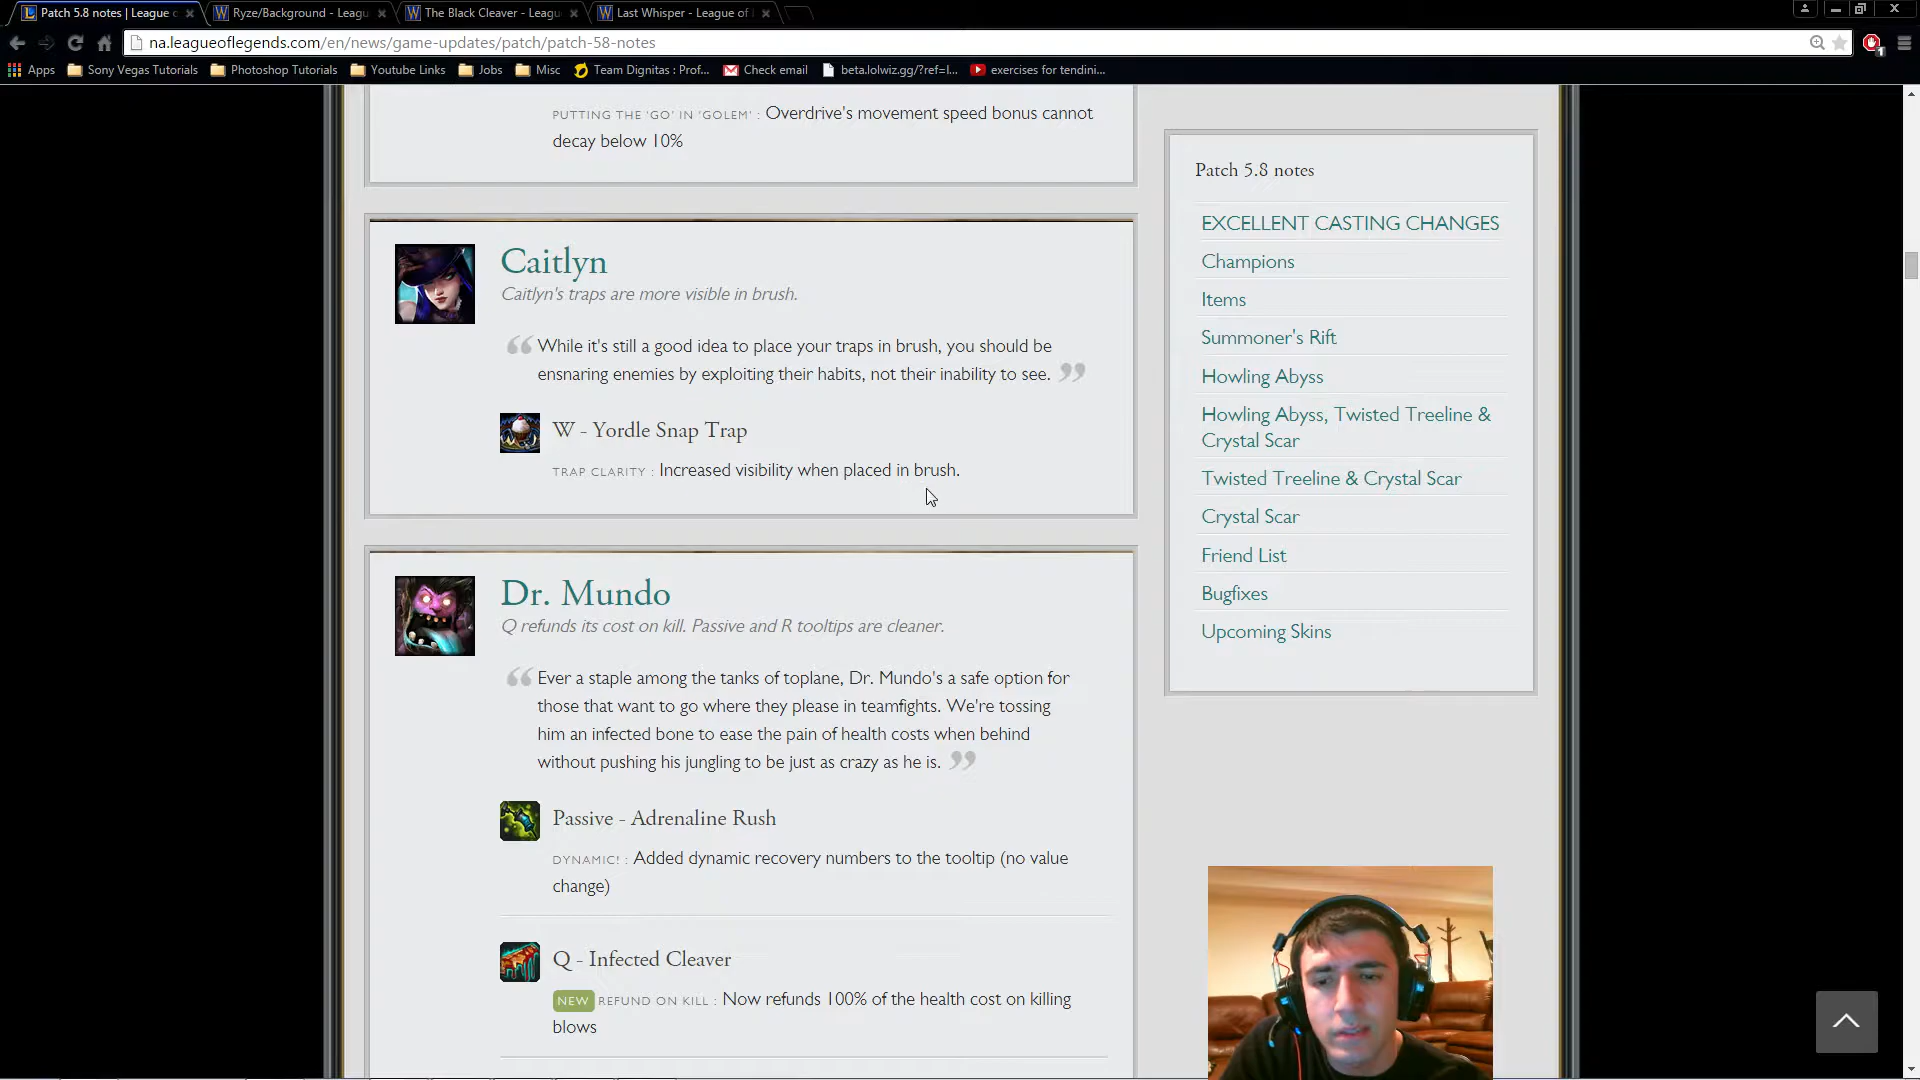 Patch 5.8 notes | League o
Ryze/Background - Leagu
The Black Cleaver - Leagu
Last Whisper - League of
na.leagueoflegends.com/en/news/game-updates/patch/patch-58-notes
1
Apps
Sony Vegas Tutorials
Photoshop Tutorials
Youtube Links
Jobs
Misc
Team Dignitas : Prof...
Check email
beta.lolwiz.gg/?ref=l...
exercises for tendini...
PUTTING THE 'GO' IN 'GOLEM' : Overdrive's movement speed bonus cannot
decay below 10%
Caitlyn
Caitlyn's traps are more visible in brush.
“ While it's still a good idea to place your traps in brush, you should be
ensnaring enemies by exploiting their habits, not their inability to see. ”
W - Yordle Snap Trap
TRAP CLARITY : Increased visibility when placed in brush.
Dr. Mundo
Q refunds its cost on kill. Passive and R tooltips are cleaner.
“ Ever a staple among the tanks of toplane, Dr. Mundo's a safe option for
those that want to go where they please in teamfights. We're tossing
him an infected bone to ease the pain of health costs when behind
without pushing his jungling to be just as crazy as he is. ”
Passive - Adrenaline Rush
DYNAMIC! : Added dynamic recovery numbers to the tooltip (no value
change)
Q - Infected Cleaver
NEW REFUND ON KILL : Now refunds 100% of the health cost on killing
blows
Patch 5.8 notes
EXCELLENT CASTING CHANGES
Champions
Items
Summoner's Rift
Howling Abyss
Howling Abyss, Twisted Treeline &
Crystal Scar
Twisted Treeline & Crystal Scar
Crystal Scar
Friend List
Bugfixes
Upcoming Skins